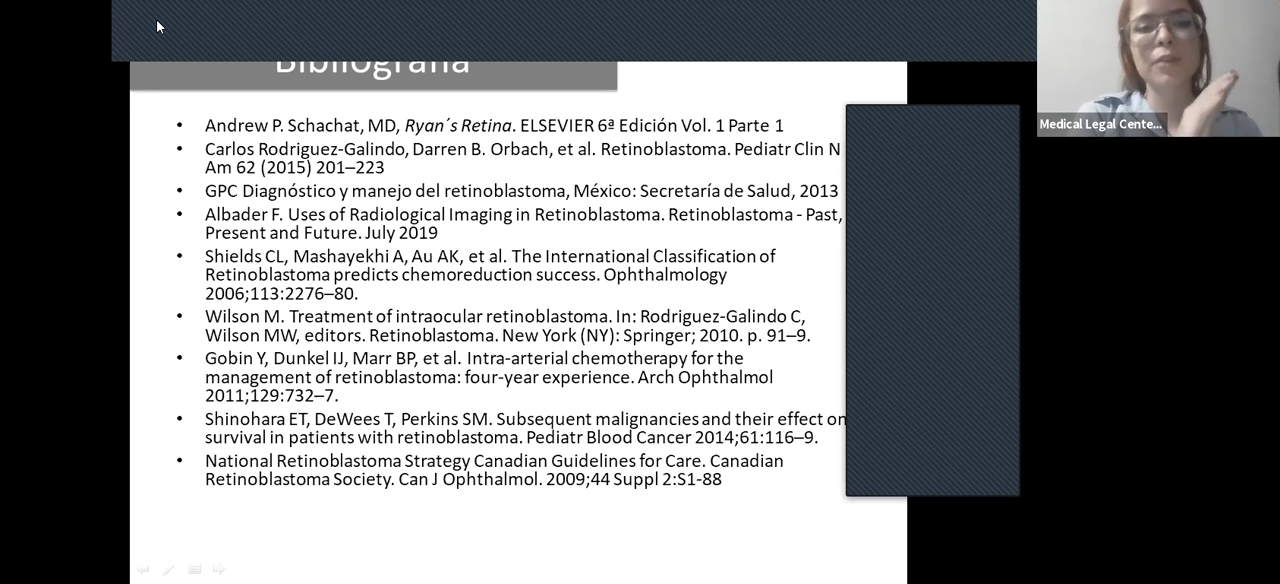 Bibliografía
• Andrew P. Schachat, MD, Ryan´s Retina. ELSEVIER 6ª Edición Vol. 1 Parte 1
• Carlos Rodriguez-Galindo, Darren B. Orbach, et al. Retinoblastoma. Pediatr Clin N
Am 62 (2015) 201–223
• GPC Diagnóstico y manejo del retinoblastoma, México: Secretaría de Salud, 2013
• Albader F. Uses of Radiological Imaging in Retinoblastoma. Retinoblastoma - Past,
Present and Future. July 2019
• Shields CL, Mashayekhi A, Au AK, et al. The International Classification of
Retinoblastoma predicts chemoreduction success. Ophthalmology
2006;113:2276–80.
• Wilson M. Treatment of intraocular retinoblastoma. In: Rodriguez-Galindo C,
Wilson MW, editors. Retinoblastoma. New York (NY): Springer; 2010. p. 91–9.
• Gobin Y, Dunkel IJ, Marr BP, et al. Intra-arterial chemotherapy for the
management of retinoblastoma: four-year experience. Arch Ophthalmol
2011;129:732–7.
• Shinohara ET, DeWees T, Perkins SM. Subsequent malignancies and their effect on
survival in patients with retinoblastoma. Pediatr Blood Cancer 2014;61:116–9.
• National Retinoblastoma Strategy Canadian Guidelines for Care. Canadian
Retinoblastoma Society. Can J Ophthalmol. 2009;44 Suppl 2:S1-88
Medical Legal Cente...